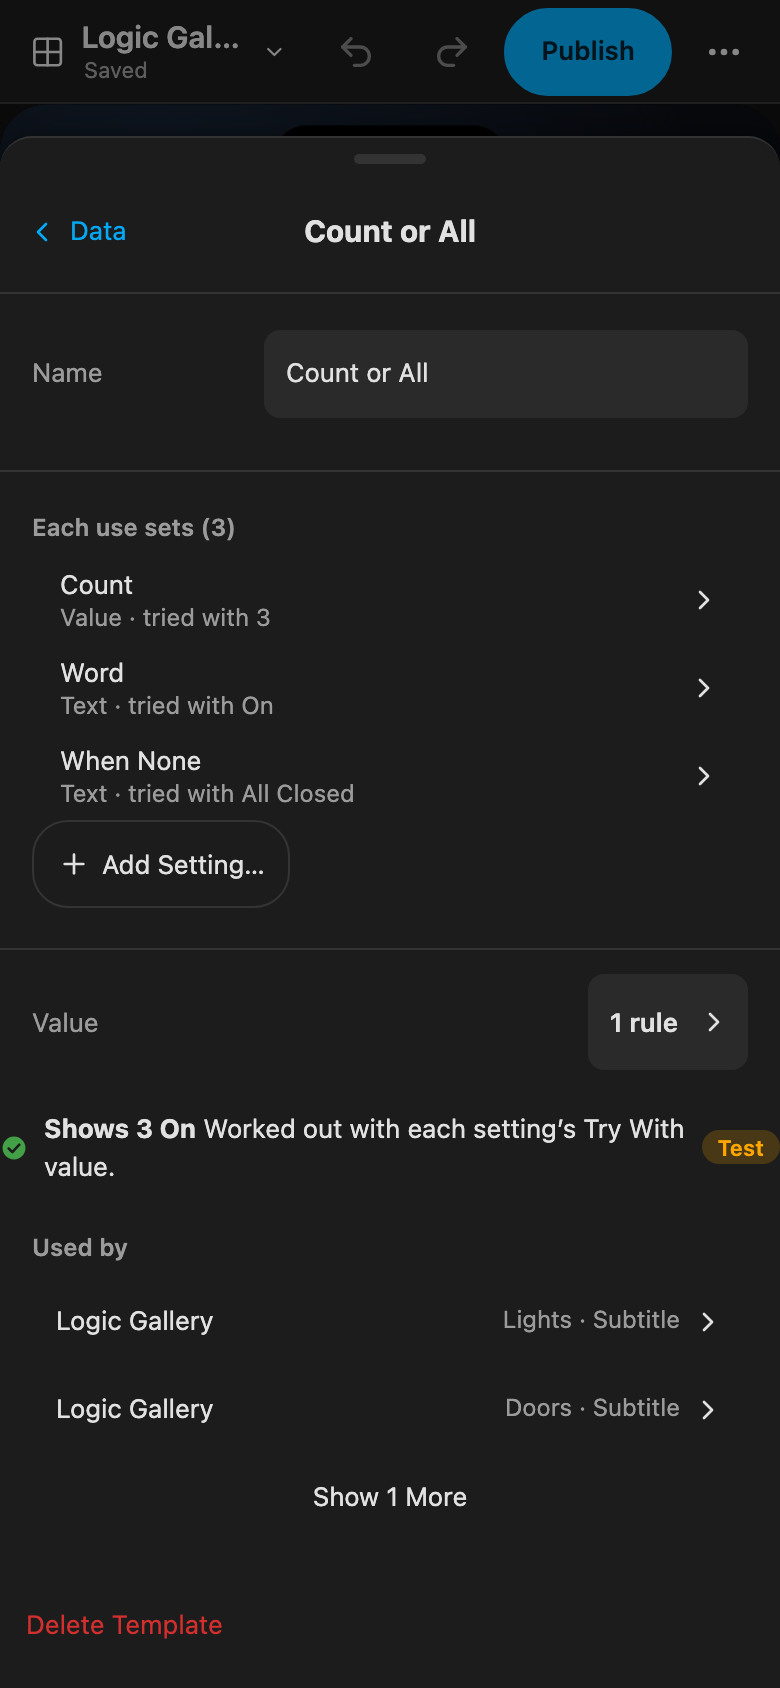 Logic Gal...
Saved
Publish
Data
Count or All
Name
Count or All
Each use sets (3)
Count
Value · tried with 3
Word
Text · tried with On
When None
Text · tried with All Closed
Add Setting...
Value
1 rule
Shows 3 On Worked out with each setting’s Try With
value.
Test
Used by
Logic Gallery
Lights · Subtitle
Logic Gallery
Doors · Subtitle
Show 1 More
Delete Template